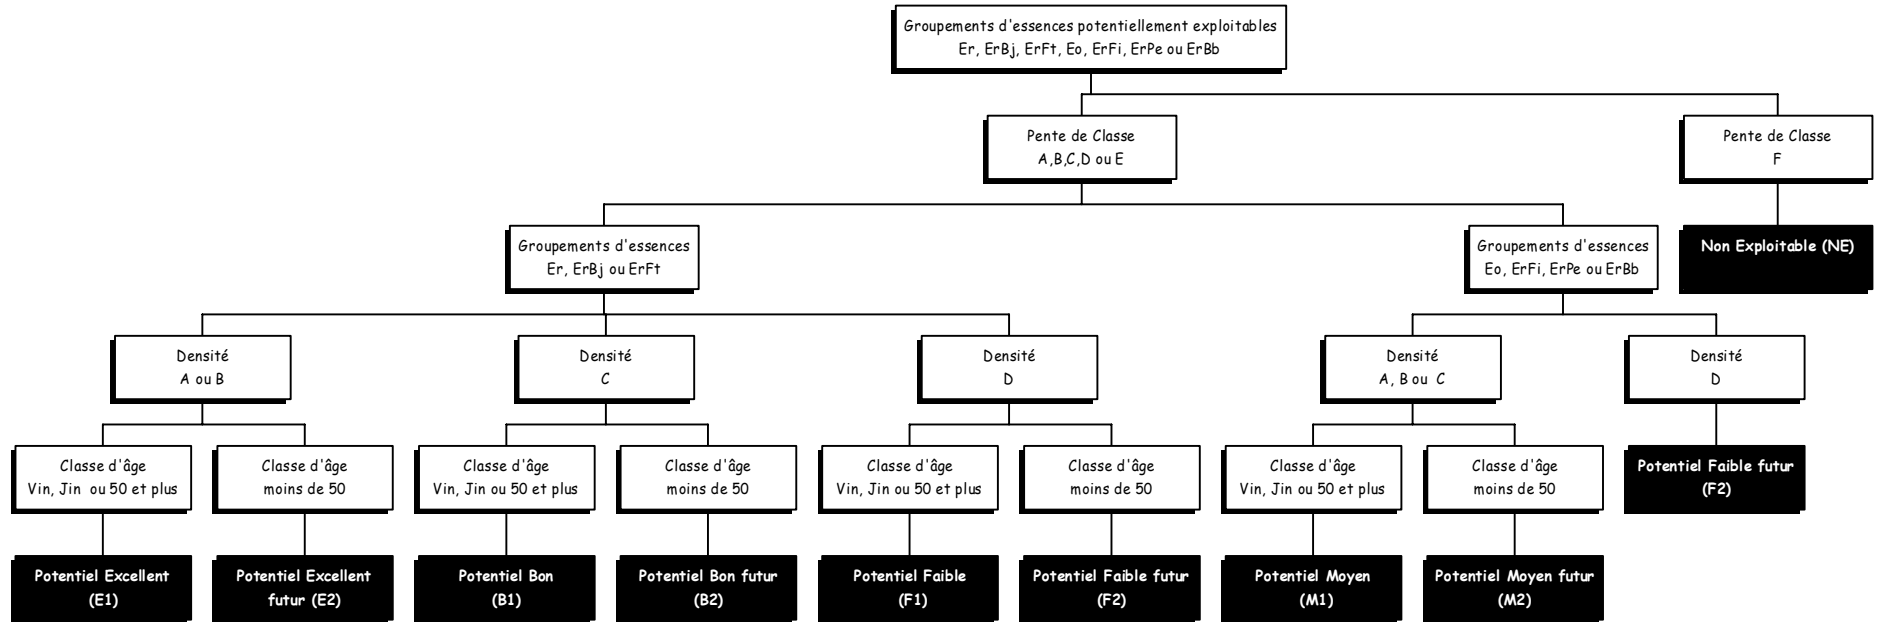 Groupements d'essences potentiellement exploitables
Er, ErBj, ErFt, Eo, ErFi, ErPe ou ErBb
Pente de Classe
A,B,C,D ou E
Pente de Classe
F
Groupements d'essences
Er, ErBj ou ErFt
Groupements d'essences
Eo, ErFi, ErPe ou ErBb
Non Exploitable (NE)
Densité
A ou B
Densité
C
Densité
D
Densité
A, B ou C
Densité
D
Classe d'âge
Vin, Jin ou 50 et plus
Classe d'âge
moins de 50
Classe d'âge
Vin, Jin ou 50 et plus
Classe d'âge
moins de 50
Classe d'âge
Vin, Jin ou 50 et plus
Classe d'âge
moins de 50
Classe d'âge
Vin, Jin ou 50 et plus
Classe d'âge
moins de 50
Potentiel Faible futur
(F2)
Potentiel Excellent
(E1)
Potentiel Excellent
futur (E2)
Potentiel Bon
(B1)
Potentiel Bon futur
(B2)
Potentiel Faible
(F1)
Potentiel Faible futur
(F2)
Potentiel Moyen
(M1)
Potentiel Moyen futur
(M2)